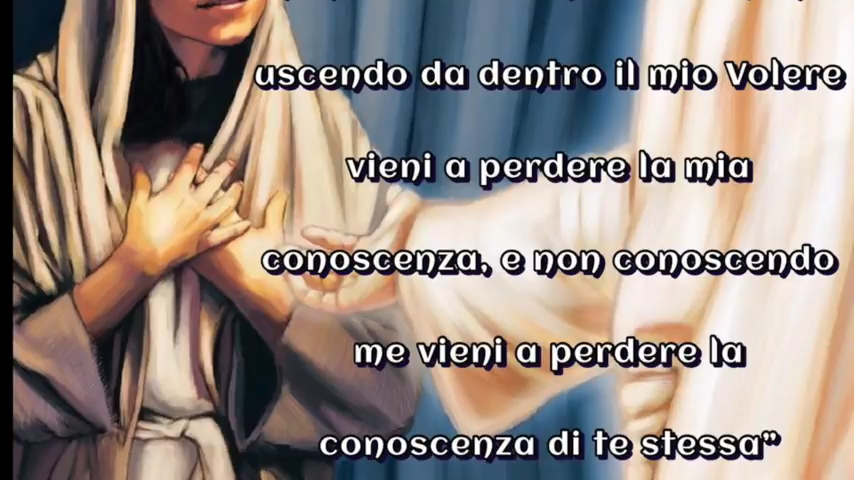 uscendo da dentro il mio Volere
vieni a perdere la mia
conoscenza, e non conoscendo
me vieni a perdere la
conoscenza di te stessa”